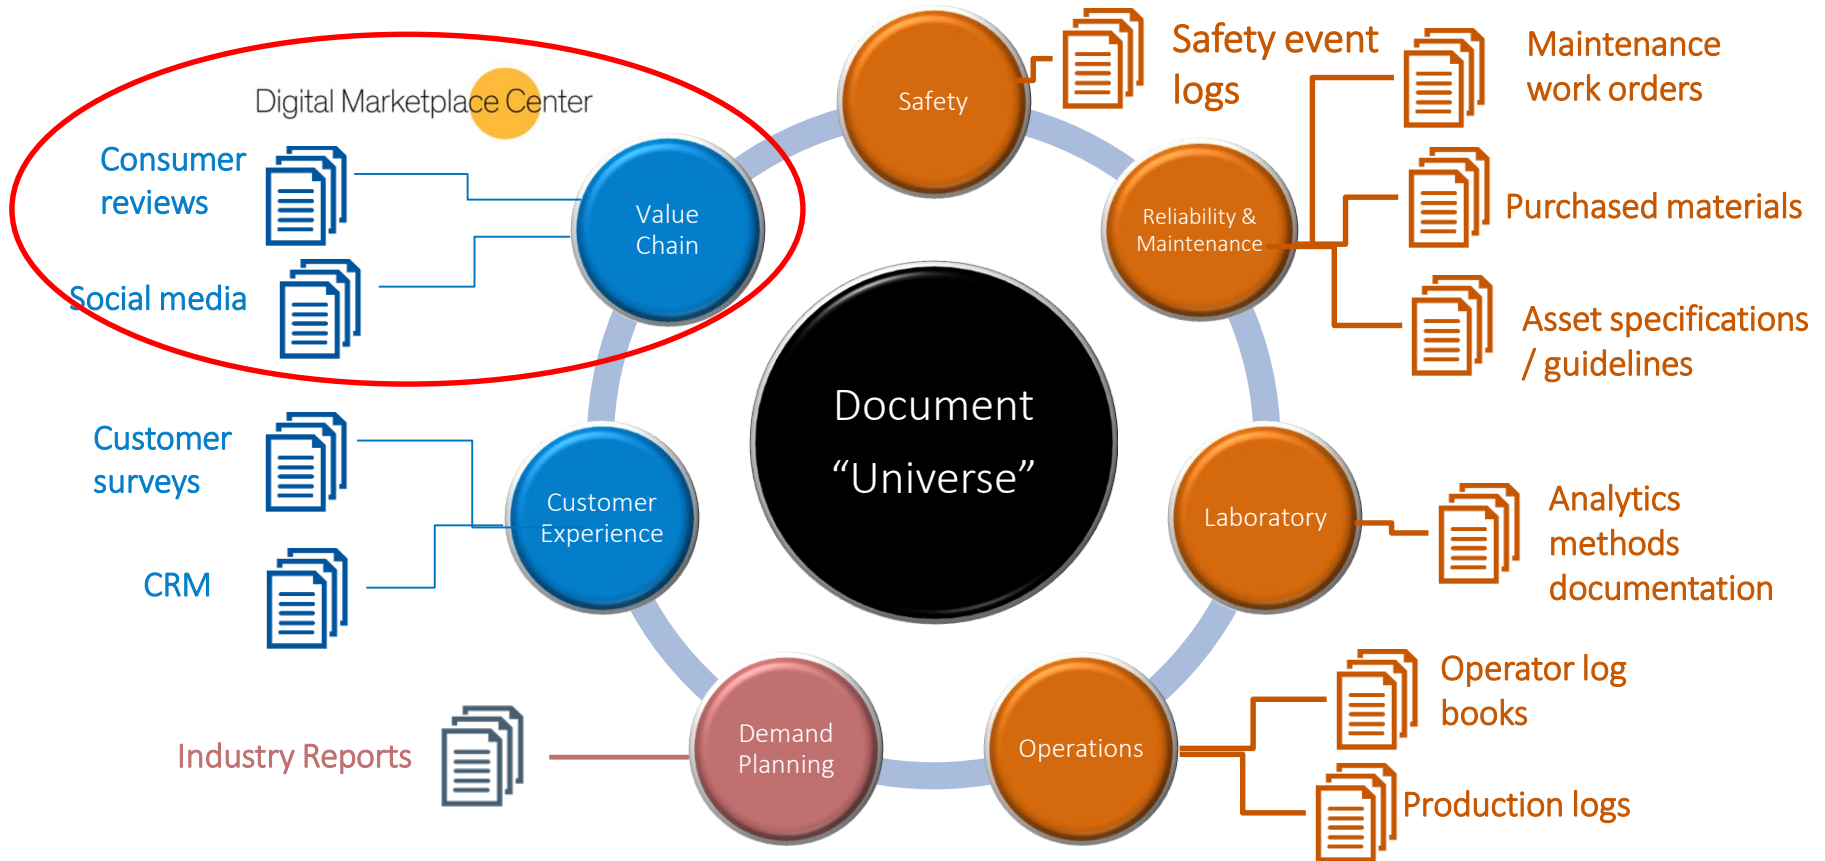 Digital Marketplace Center
Consumer
reviews
Social media
Value
Chain
Safety
Safety event
logs
Reliability &
Maintenance
Maintenance
work orders
Purchased materials
Asset specifications
/ guidelines
Document
“Universe”
Customer
surveys
CRM
Customer
Experience
Laboratory
Analytics
methods
documentation
Industry Reports
Demand
Planning
Operations
Operator log
books
Production logs